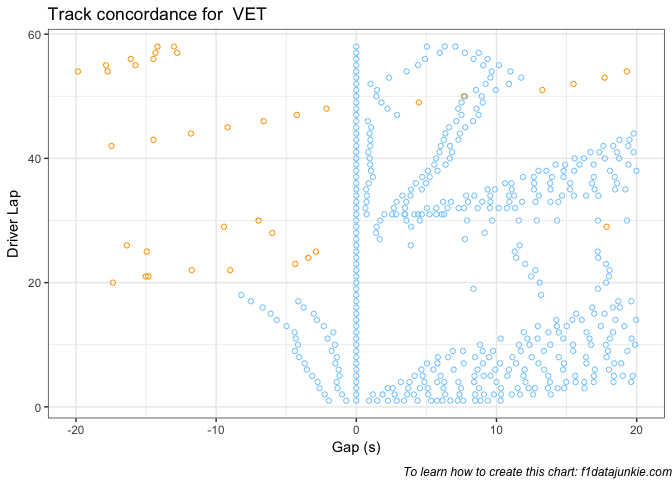 Track concordance for  VET
60
40
20
0
Driver Lap
-20
-10
0
10
20
Gap (s)
To learn how to create this chart: f1datajunkie.com